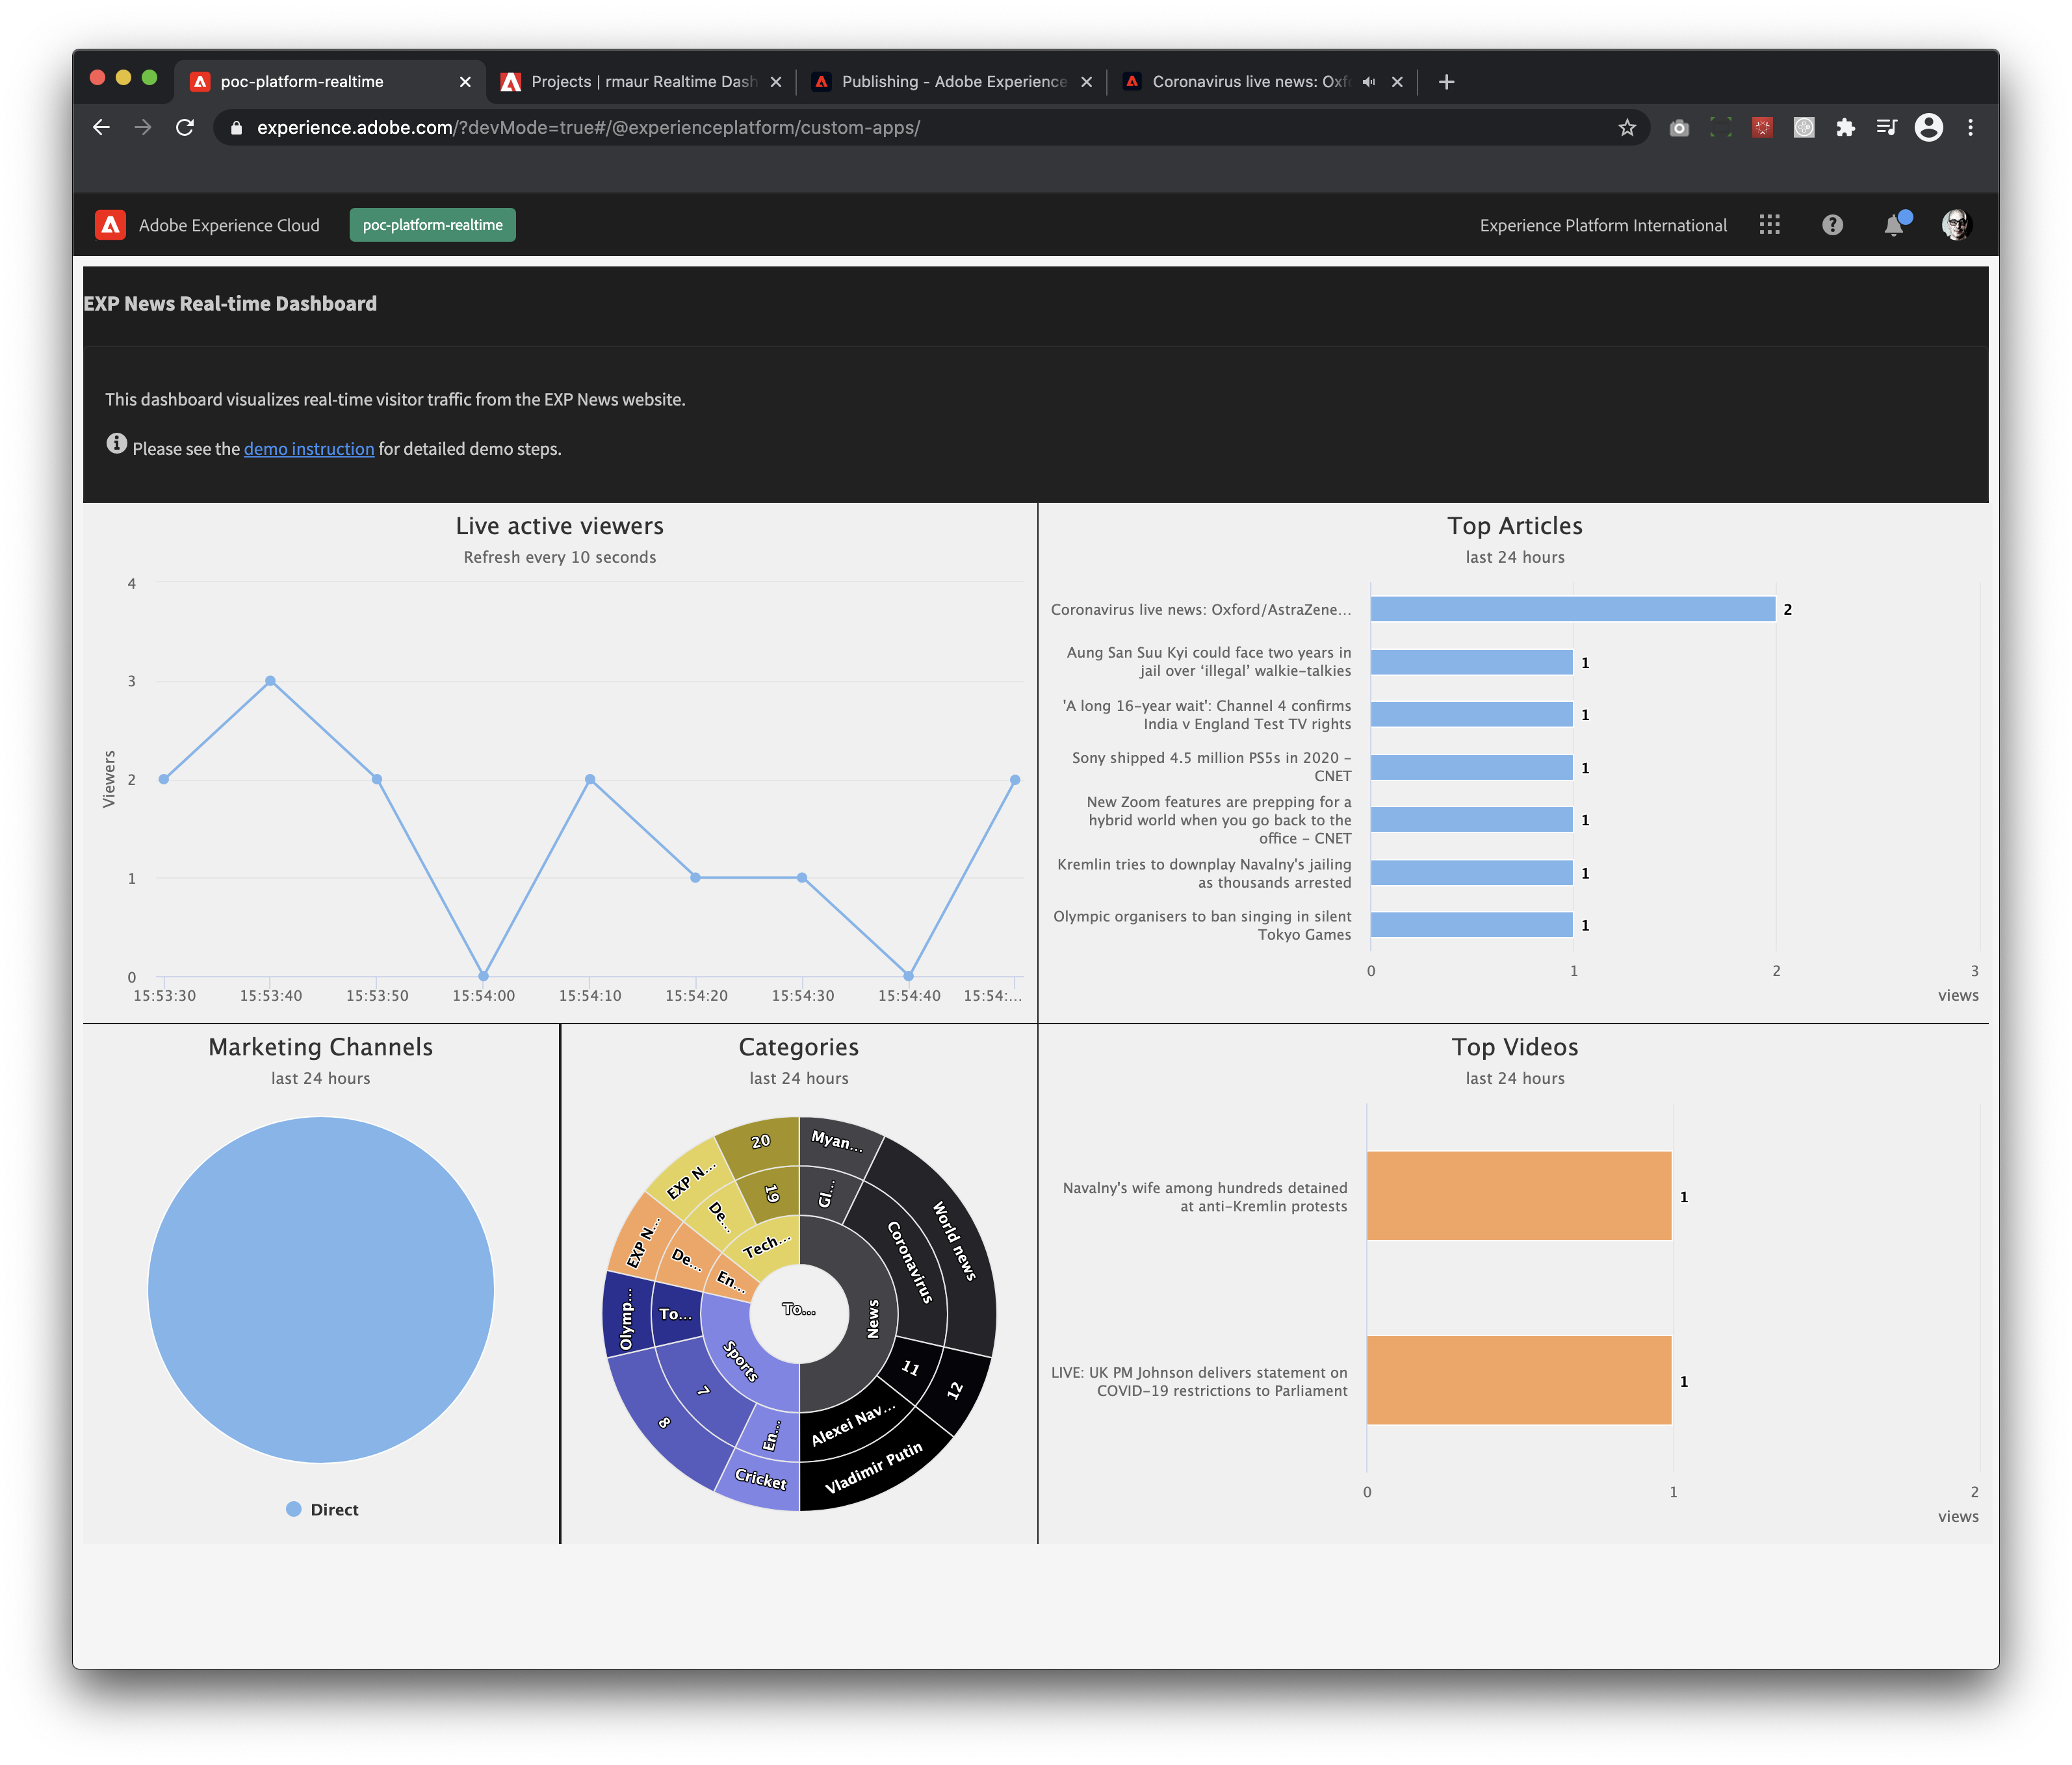 poc-platform-realtime
Projects | rmaur Realtime Dash
Publishing - Adobe Experience
Coronavirus live news: Oxf
experience.adobe.com/?devMode=true#/@experienceplatform/custom-apps/
Adobe Experience Cloud
poc-platform-realtime
Experience Platform International
EXP News Real-time Dashboard
This dashboard visualizes real-time visitor traffic from the EXP News website.
Please see the demo instruction for detailed demo steps.
Live active viewers
Refresh every 10 seconds
Viewers
4
3
2
1
0
15:53:30
15:53:40
15:53:50
15:54:00
15:54:10
15:54:20
15:54:30
15:54:40
15:54:...
Top Articles
last 24 hours
Coronavirus live news: Oxford/AstraZene...
2
Aung San Suu Kyi could face two years in
jail over ‘illegal’ walkie-talkies
1
'A long 16-year wait': Channel 4 confirms
India v England Test TV rights
1
Sony shipped 4.5 million PS5s in 2020 -
CNET
1
New Zoom features are prepping for a
hybrid world when you go back to the
office - CNET
1
Kremlin tries to downplay Navalny's jailing
as thousands arrested
1
Olympic organisers to ban singing in silent
Tokyo Games
1
0
1
2
3
views
Marketing Channels
last 24 hours
Direct
Categories
last 24 hours
To...
News
Sports
En...
Tech...
Gl...
Coronavirus
11
Alexei Nav...
En...
7
To...
De...
De...
19
Myan...
World news
12
Vladimir Putin
Cricket
8
Olymp...
EXP N...
EXP N...
20
Top Videos
last 24 hours
Navalny's wife among hundreds detained
at anti-Kremlin protests
1
LIVE: UK PM Johnson delivers statement on
COVID-19 restrictions to Parliament
1
0
1
2
views